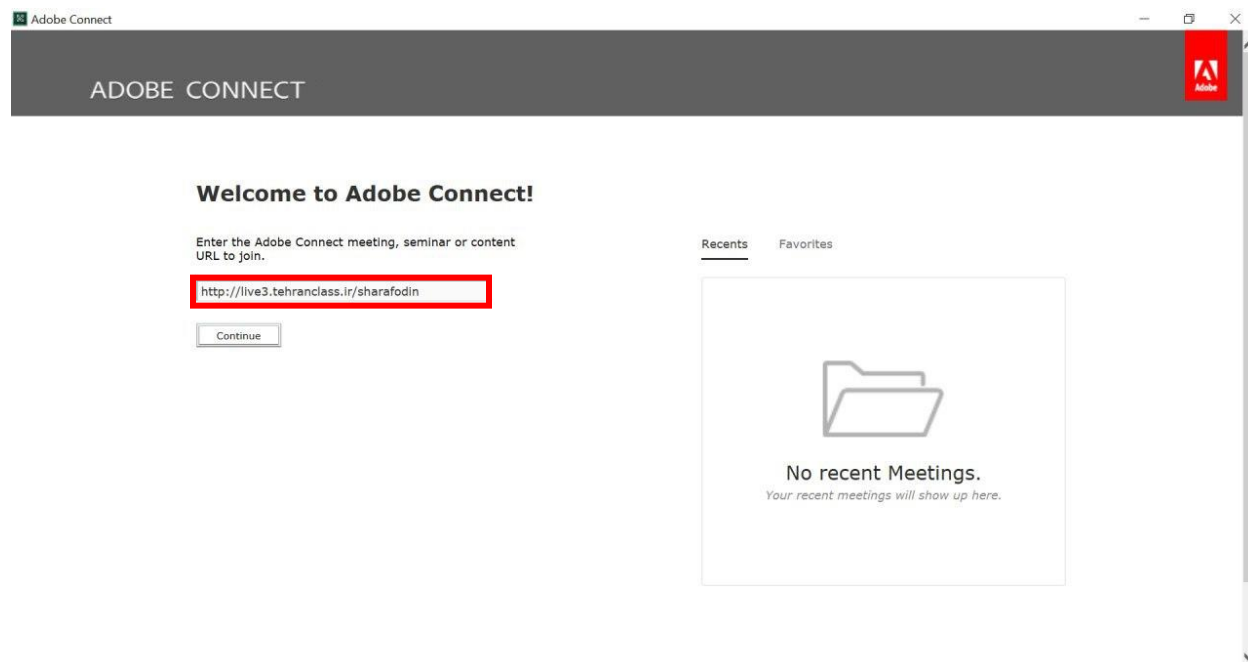 Adobe Connect
ADOBE CONNECT
Adobe
Welcome to Adobe Connect!
Enter the Adobe Connect meeting, seminar or content
URL to join.
http://live3.tehranclass.ir/sharafodin
Continue
Recents Favorites
No recent Meetings.
Your recent meetings will show up here.